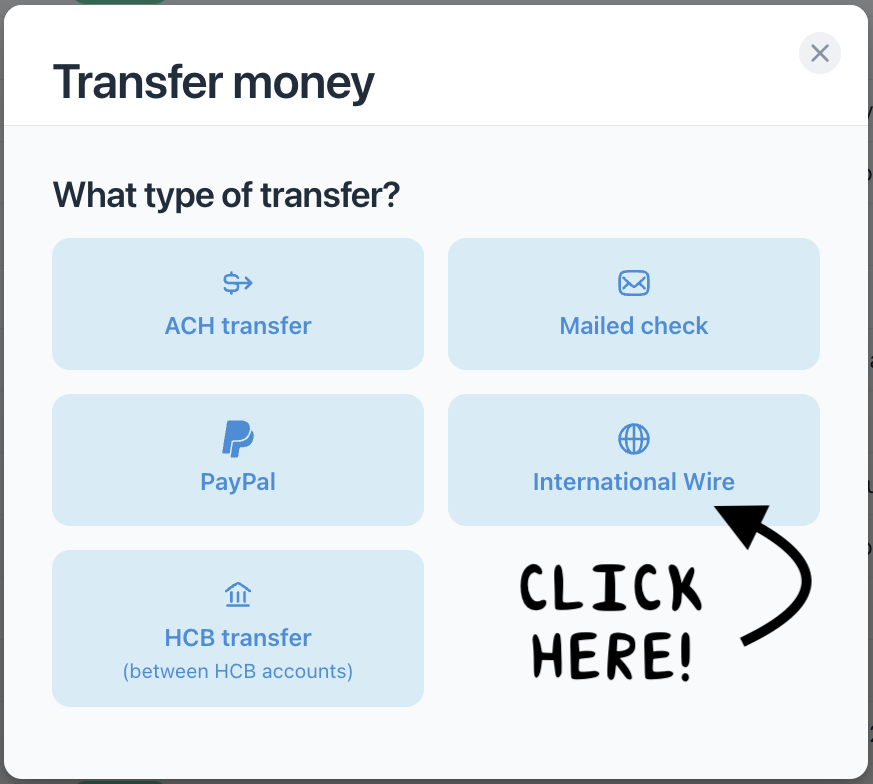 Transfer money
What type of transfer?
ACH transfer
Mailed check
PayPal
International Wire
HCB transfer
(between HCB accounts)
CLICK
HERE!